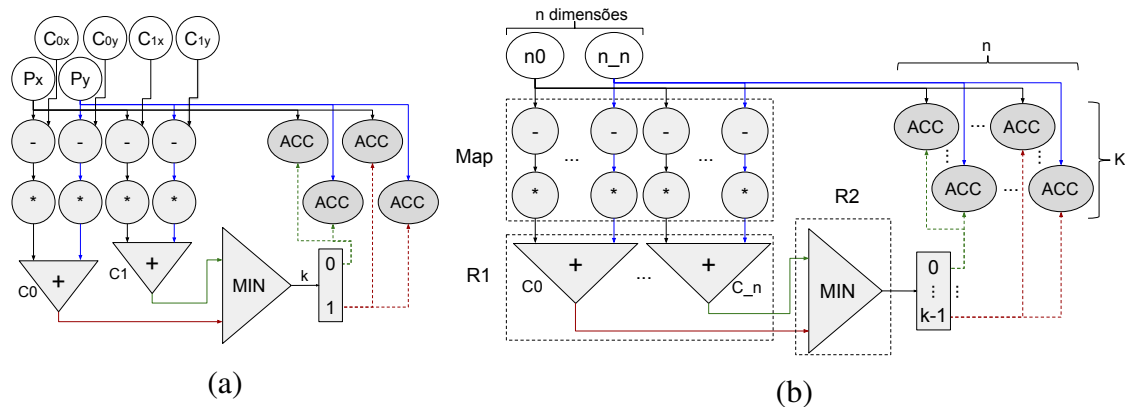 C0x C0y C1x C1y
Px Py
- - - -
* * * *
ACC ACC
ACC ACC
+ +
C0 C1
MIN
k
0
1
(a)
n dimensões
n0 n_n
n
Map
- ... - - ... -
* * * *
ACC ... ACC
ACC ... ACC
K
R1
+ ... +
C0 C_n
R2
MIN
0
⋮ ⋮
k-1
(b)